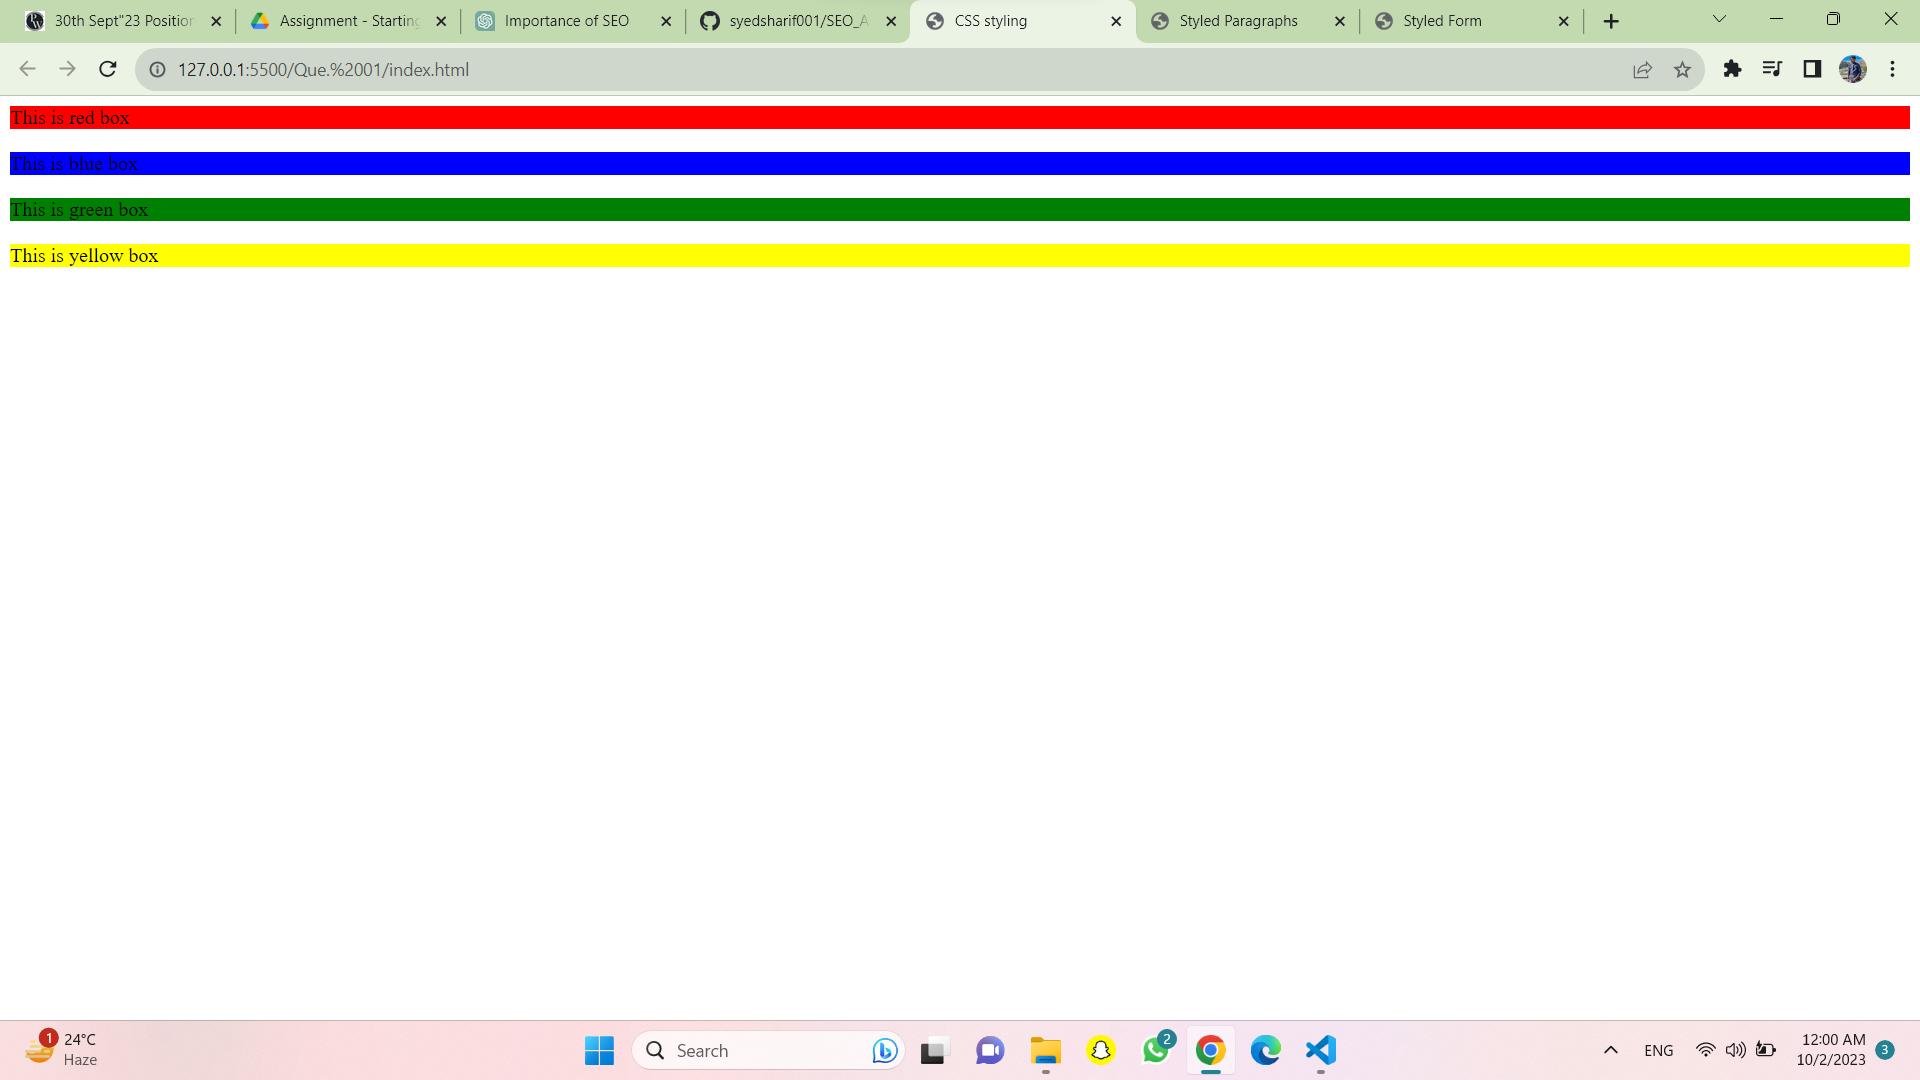 30th Sept"23 Position
Assignment - Starting
Importance of SEO
syedsharif001/SEO_A
CSS styling
Styled Paragraphs
Styled Form
127.0.0.1:5500/Que.%2001/index.html
This is red box
This is blue box
This is green box
This is yellow box
1
24°C
Haze
Search
2
ENG
12:00 AM
10/2/2023
3